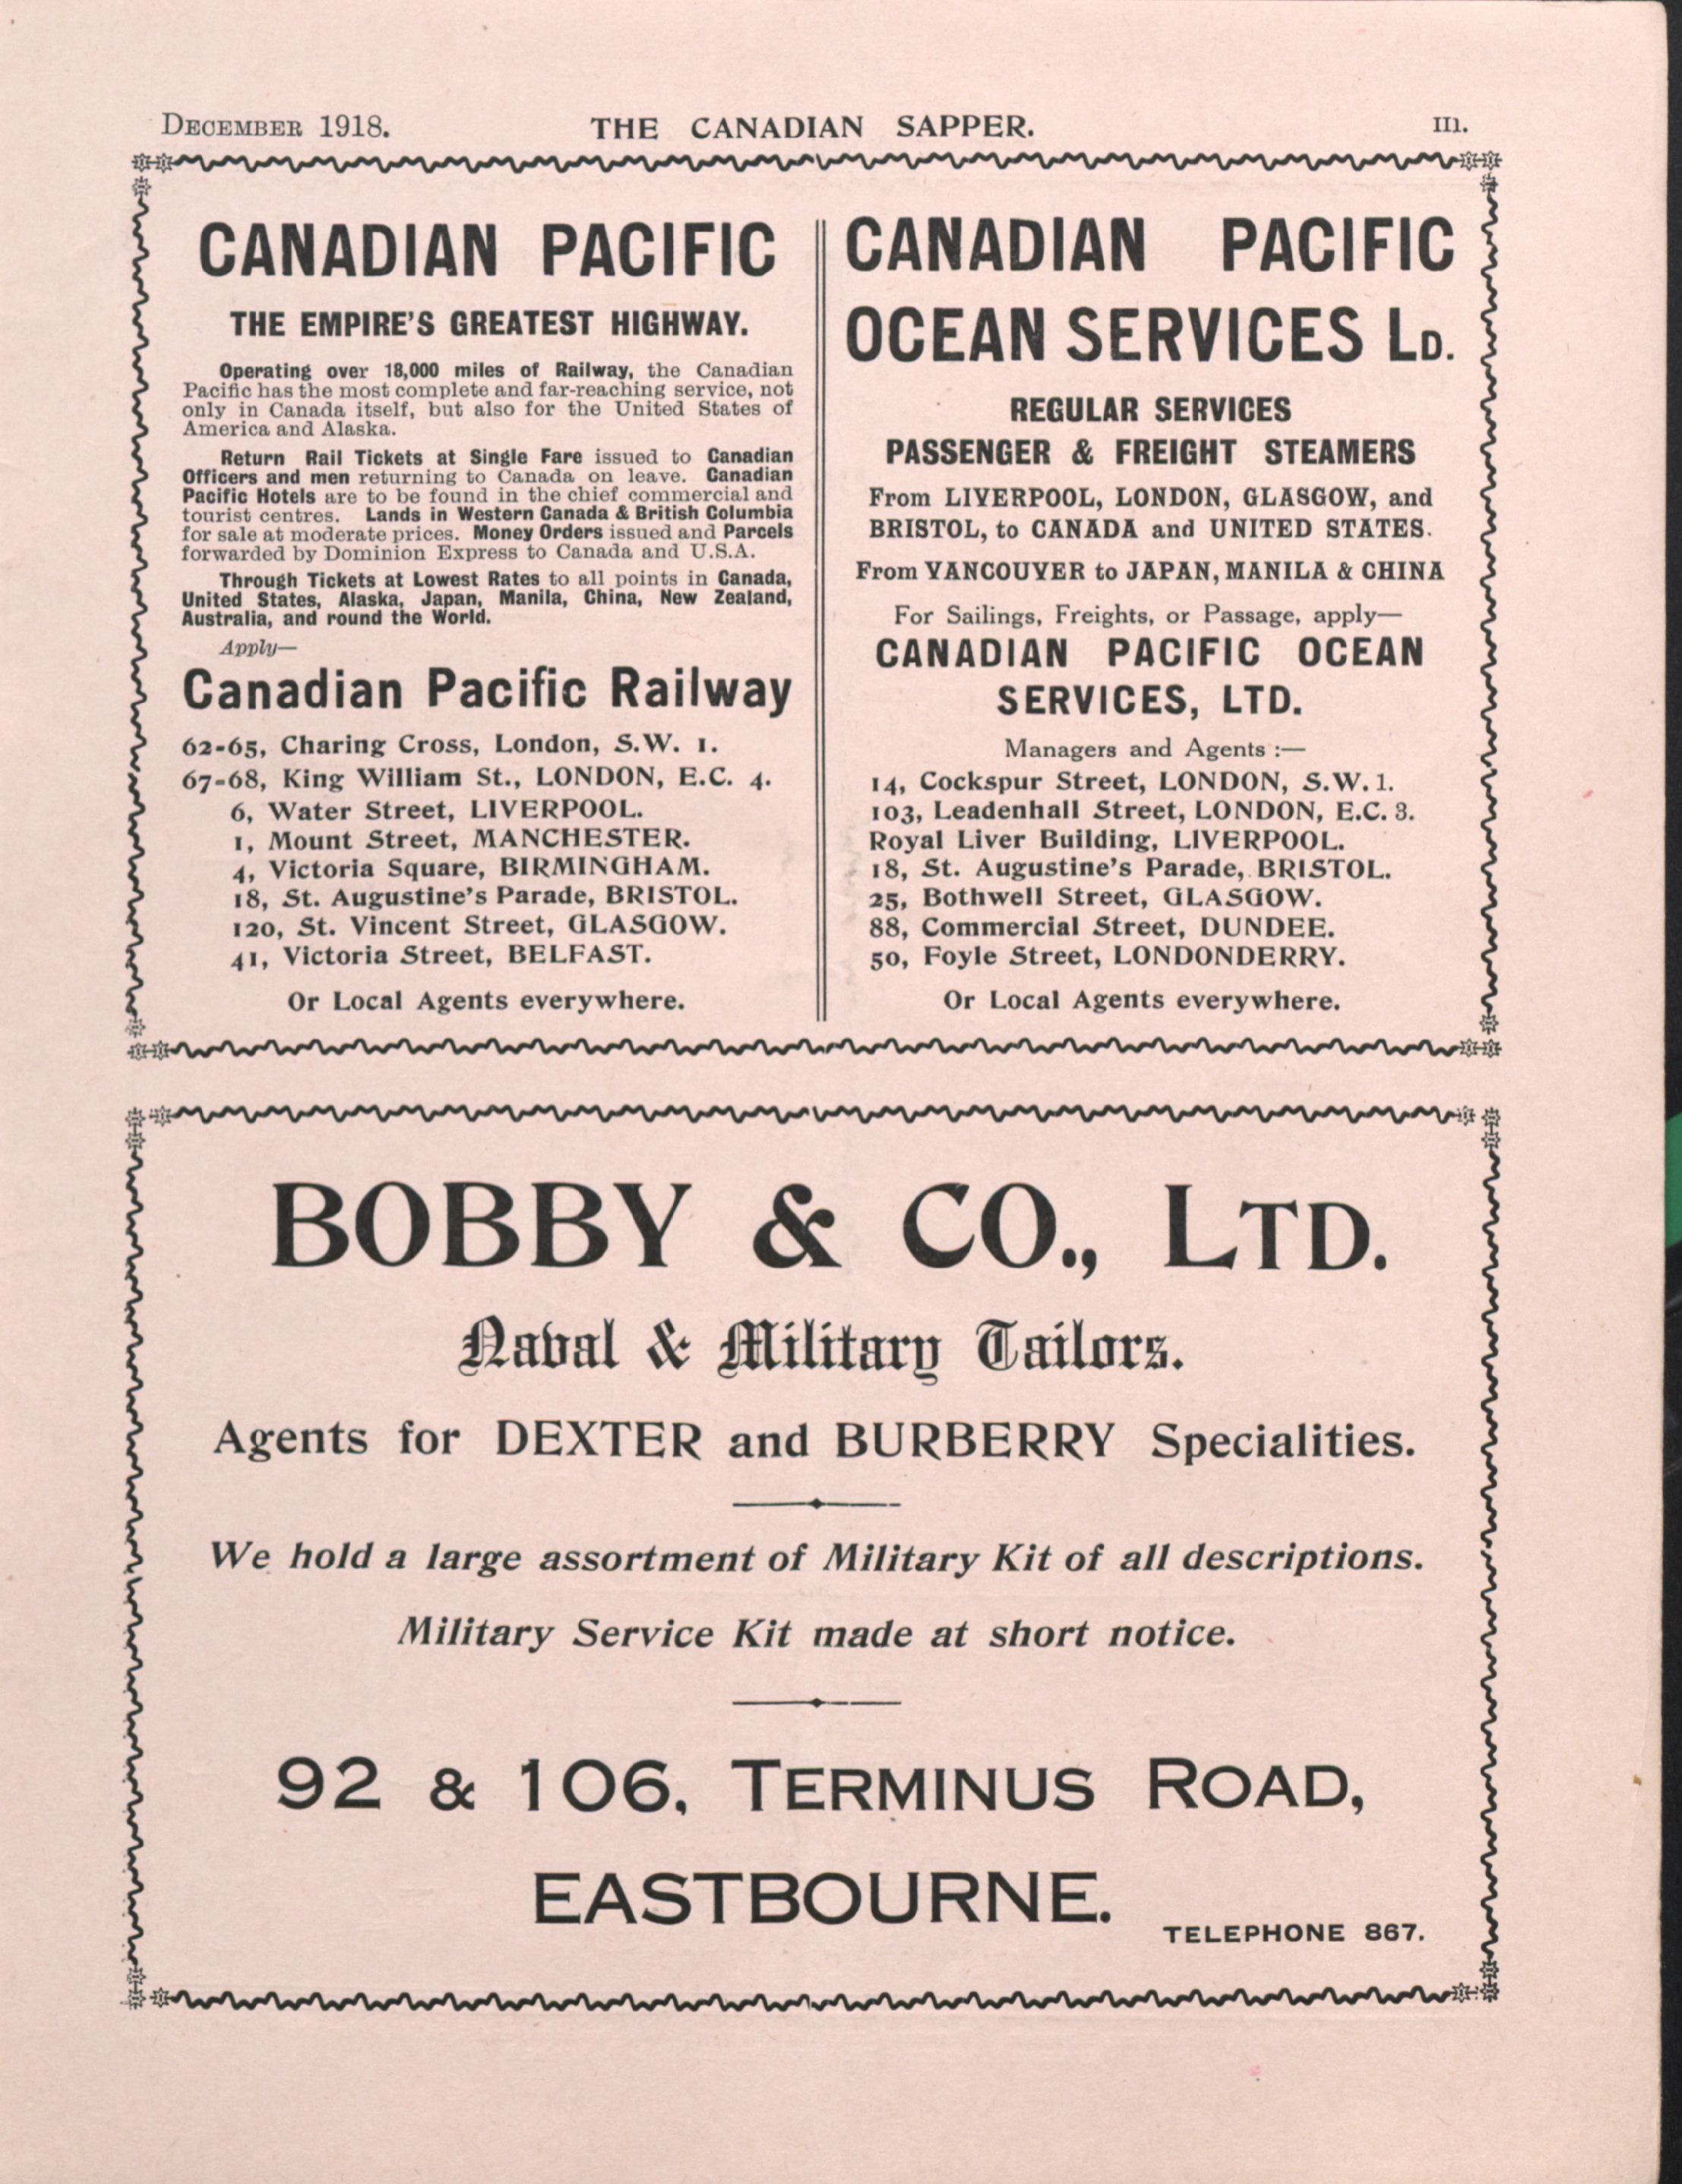 DECEMBER 1918. THE CANADIAN SAPPER. III.
CANADIAN PACIFIC
THE EMPIRE'S GREATEST HIGHWAY.
Operating over 18,000 miles of Railway, the Canadian
Pacific has the most complete and far-reaching service, not
only in Canada itself, but also for the United States of
America and Alaska.
Return Rail Tickets at Single Fare issued to Canadian
Officers and men returning to Canada on leave. Canadian
Pacific Hotels are to be found in the chief commercial and
tourist centres. Lands in Western Canada & British Columbia
for sale at moderate prices. Money Orders issued and Parcels
forwarded by Dominion Express to Canada and U.S.A.
Through Tickets at Lowest Rates to all points in Canada,
United States, Alaska, Japan, Manila, China, New Zealand,
Australia, and round the World.
Apply—
Canadian Pacific Railway
62-65, Charing Cross, London, S.W. 1.
67-68, King William St., LONDON, E.C. 4.
6, Water Street, LIVERPOOL.
1, Mount Street, MANCHESTER.
4, Victoria Square, BIRMINGHAM.
18, St. Augustine's Parade, BRISTOL.
120, St. Vincent Street, GLASGOW.
41, Victoria Street, BELFAST.
Or Local Agents everywhere.
CANADIAN PACIFIC
OCEAN SERVICES LD.
REGULAR SERVICES
PASSENGER & FREIGHT STEAMERS
From LIVERPOOL, LONDON, GLASGOW, and
BRISTOL, to CANADA and UNITED STATES.
From VANCOUVER to JAPAN, MANILA & CHINA
For Sailings, Freights, or Passage, apply—
CANADIAN PACIFIC OCEAN
SERVICES, LTD.
Managers and Agents :—
14, Cockspur Street, LONDON, S.W. 1.
103, Leadenhall Street, LONDON, E.C. 3.
Royal Liver Building, LIVERPOOL.
18, St. Augustine's Parade, BRISTOL.
25, Bothwell Street, GLASGOW.
88, Commercial Street, DUNDEE.
50, Foyle Street, LONDONDERRY.
Or Local Agents everywhere.
BOBBY & CO., LTD.
Naval & Military Tailors.
Agents for DEXTER and BURBERRY Specialities.
We hold a large assortment of Military Kit of all descriptions.
Military Service Kit made at short notice.
92 & 106, TERMINUS ROAD,
EASTBOURNE.
TELEPHONE 867.